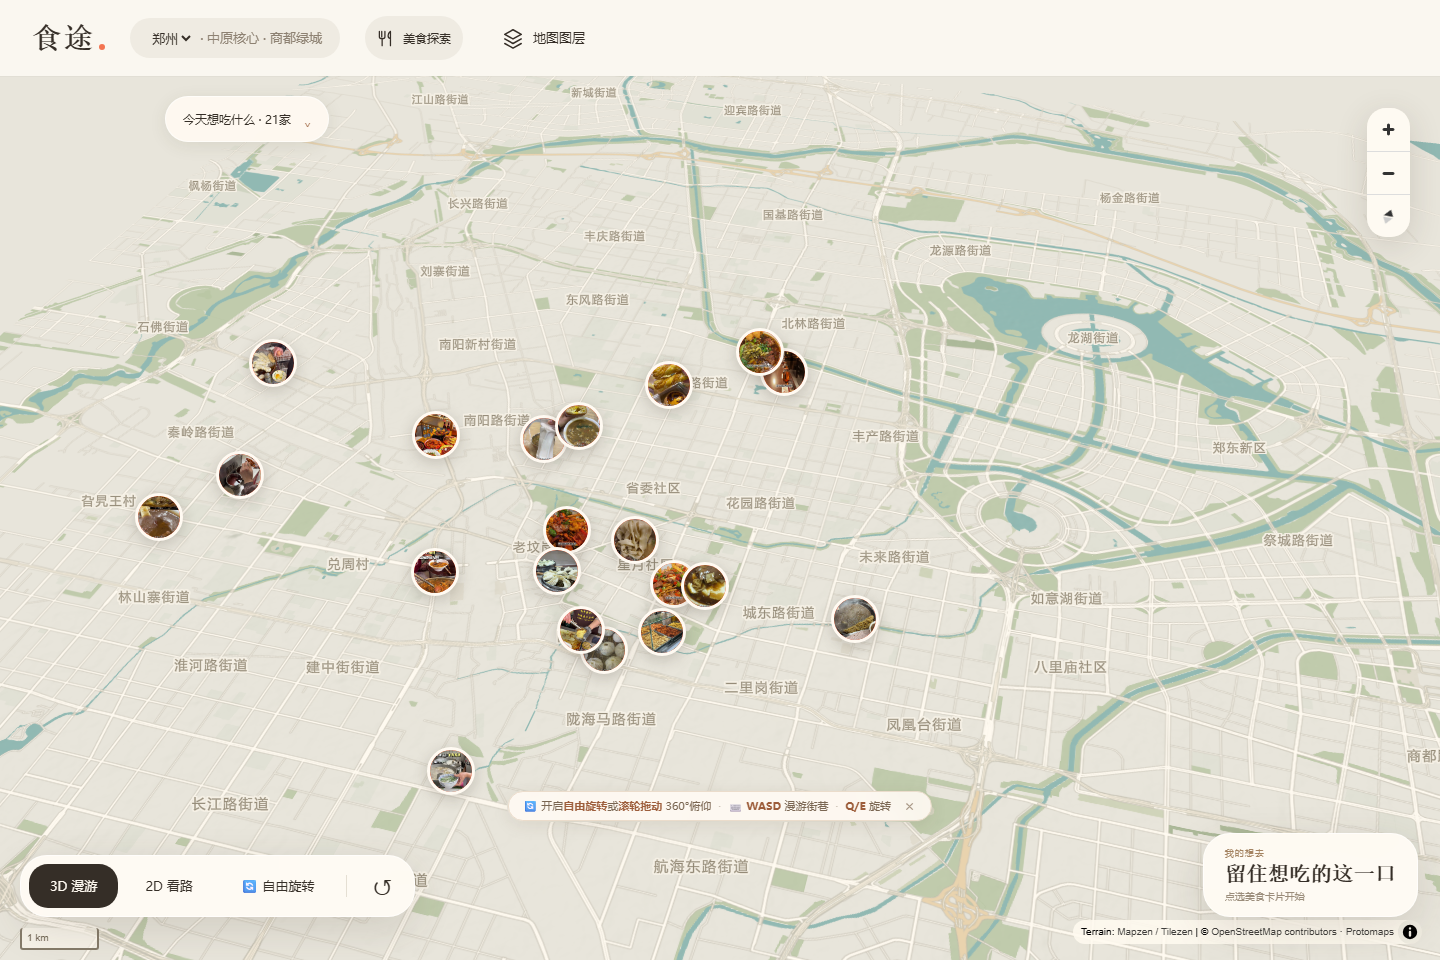 食途.
郑州 · 中原核心 · 商都绿城
美食探索
地图图层
今天想吃什么 · 21家
江山路街道
新城街道
迎宾路街道
枫杨街道
长兴路街道
国基路街道
杨金路街道
丰庆路街道
龙源路街道
刘寨街道
东风路街道
石佛街道
北林路街道
龙湖街道
南阳新村街道
路街道
南阳路街道
秦岭路街道
丰产路街道
郑东新区
省委社区
花园路街道
旮旯王村
老坟
祭城路街道
兑周村
未来路街道
林山寨街道
如意湖街道
城东路街道
淮河路街道
建中街街道
八里庙社区
二里岗街道
陇海马路街道
凤凰台街道
商都
长江路街道
开启自由旋转或滚轮拖动 360°俯仰 · WASD 漫游街巷 · Q/E 旋转 ×
航海东路街道
道
3D 漫游
2D 看路
自由旋转
我的想去
留住想吃的这一口
点选美食卡片开始
1 km
Terrain: Mapzen / Tilezen | © OpenStreetMap contributors · Protomaps